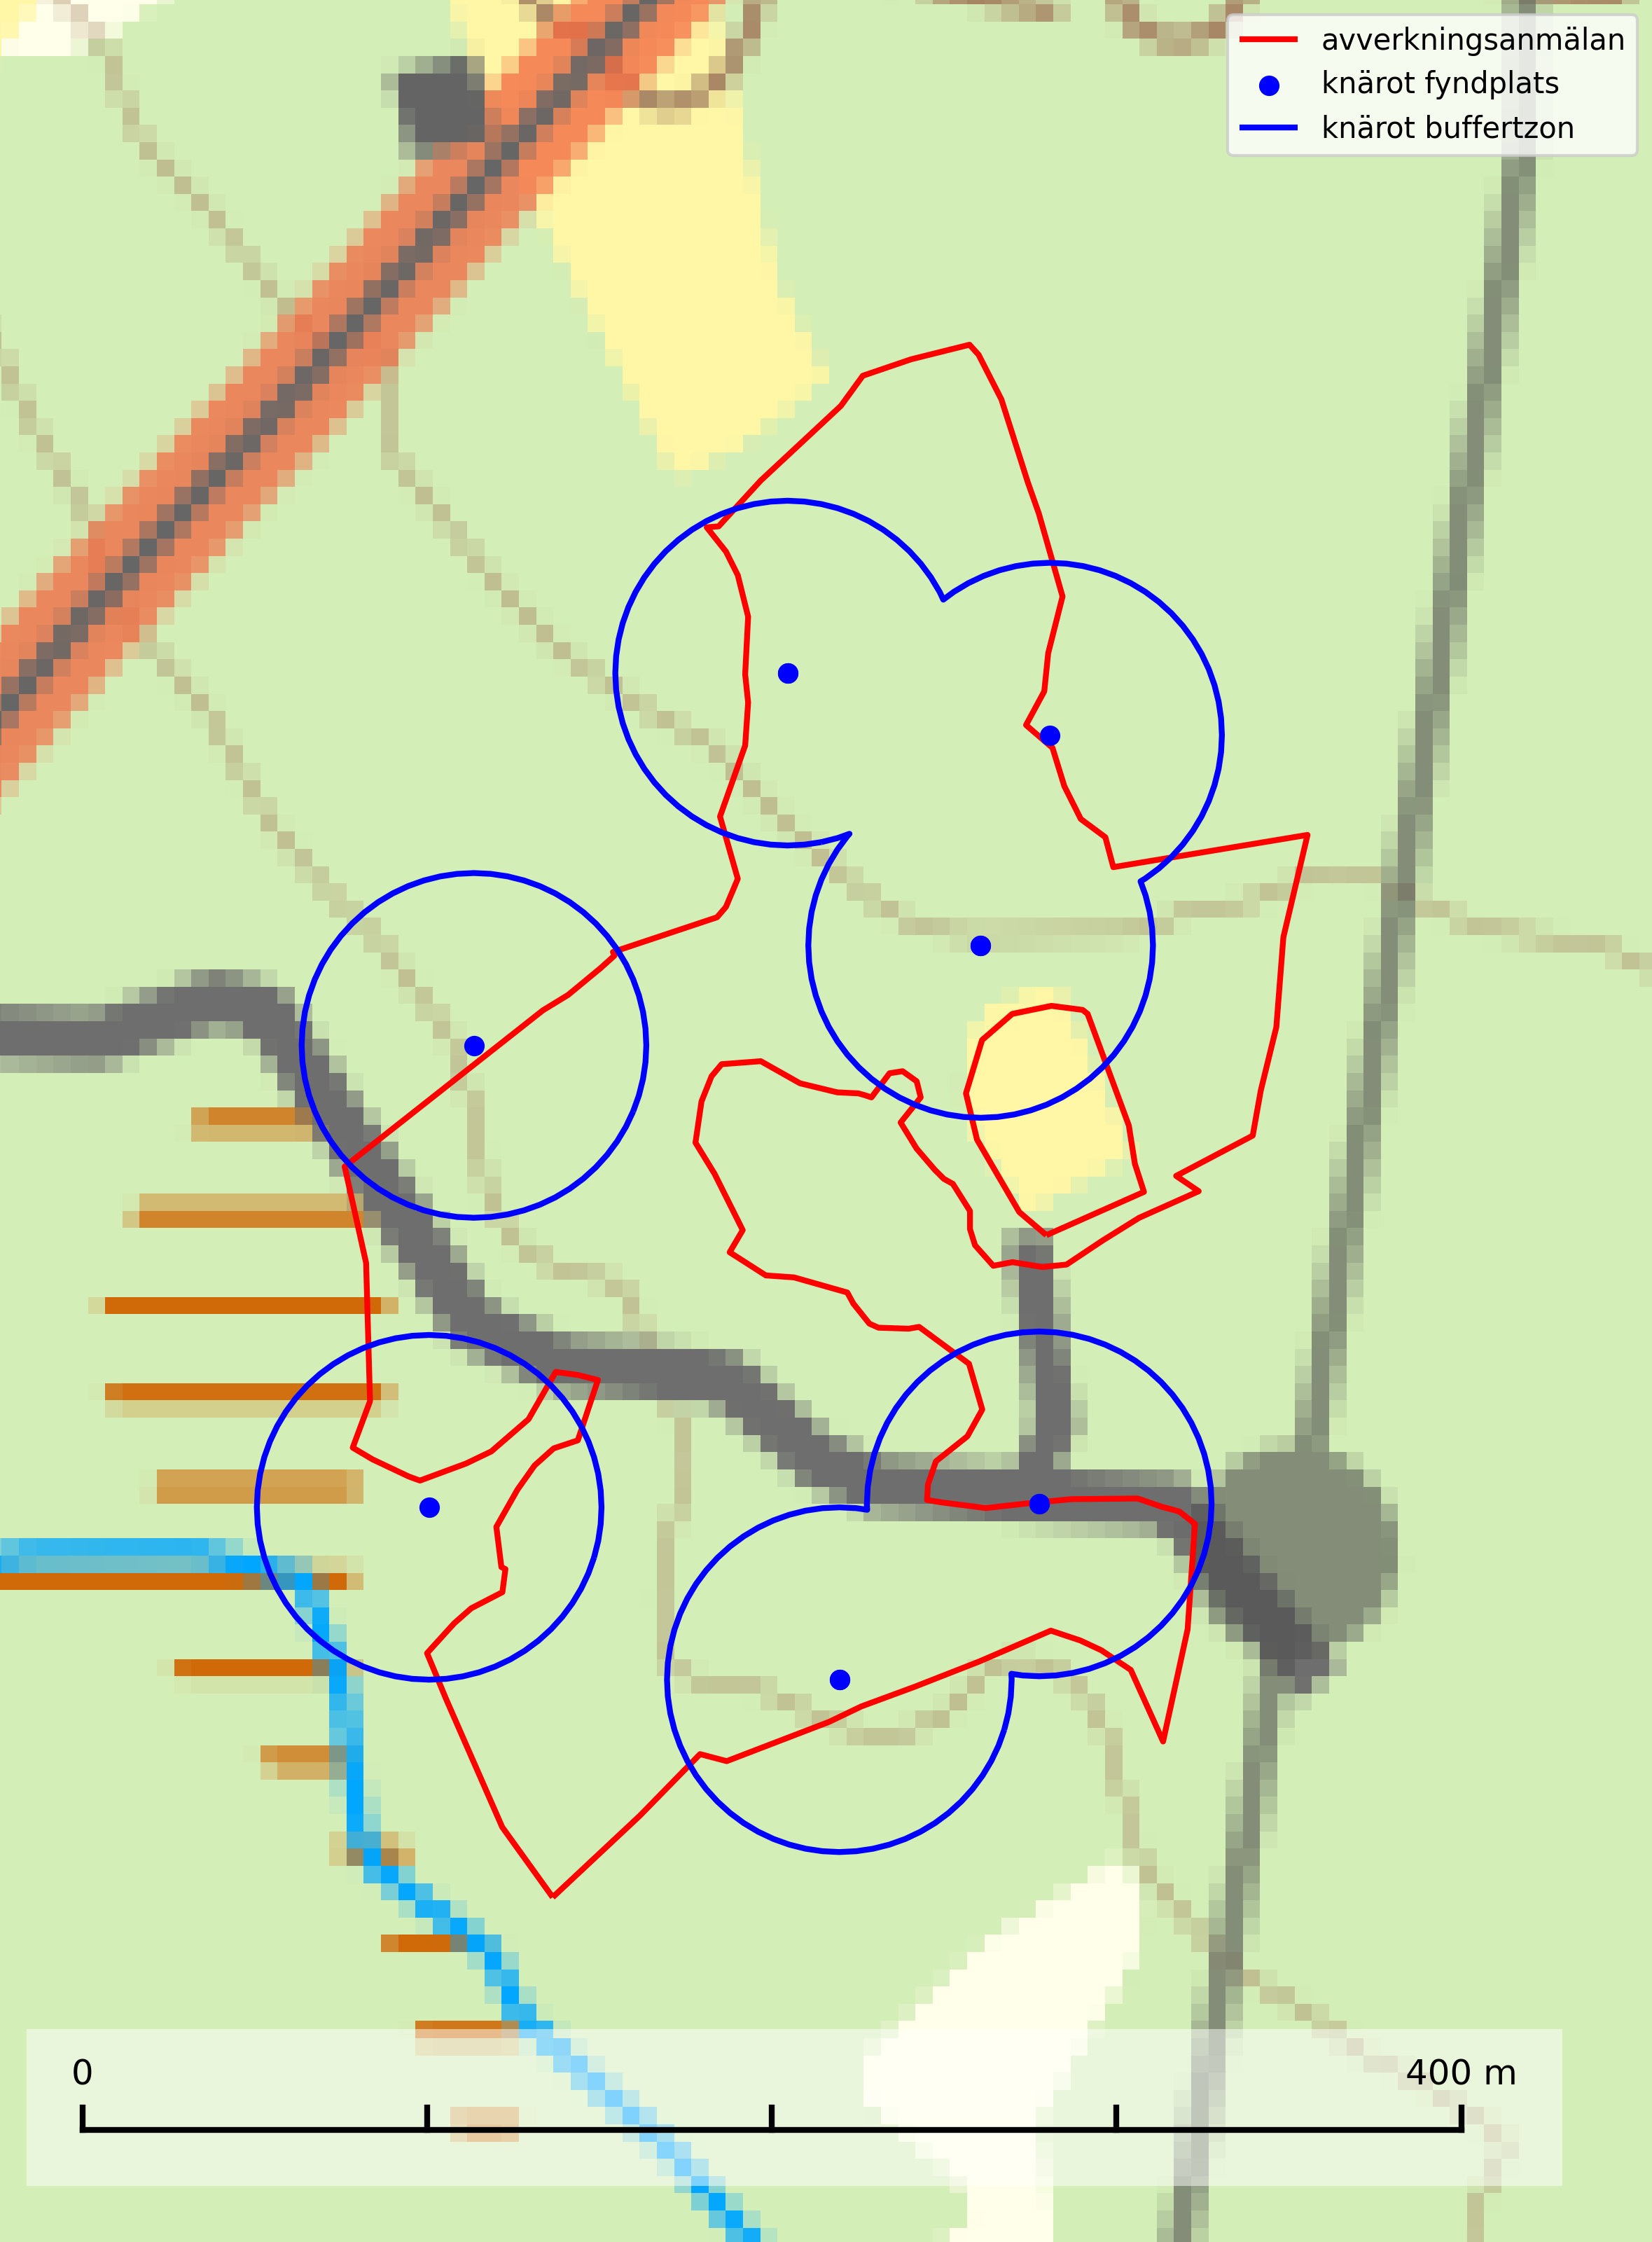 avverkningsanmälan
knärot fyndplats
knärot buffertzon
0 400 m